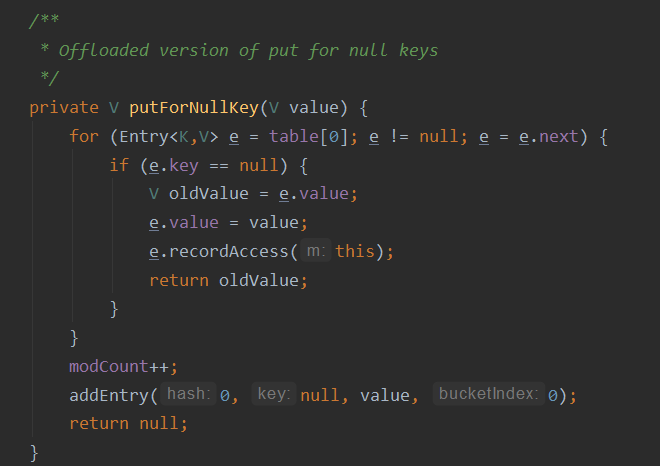 /**
 * Offloaded version of put for null keys
 */
private V putForNullKey(V value) {
    for (Entry<K,V> e = table[0]; e != null; e = e.next) {
        if (e.key == null) {
            V oldValue = e.value;
            e.value = value;
            e.recordAccess( m: this);
            return oldValue;
        }
    }
    modCount++;
    addEntry( hash: 0, key: null, value, bucketIndex: 0);
    return null;
}